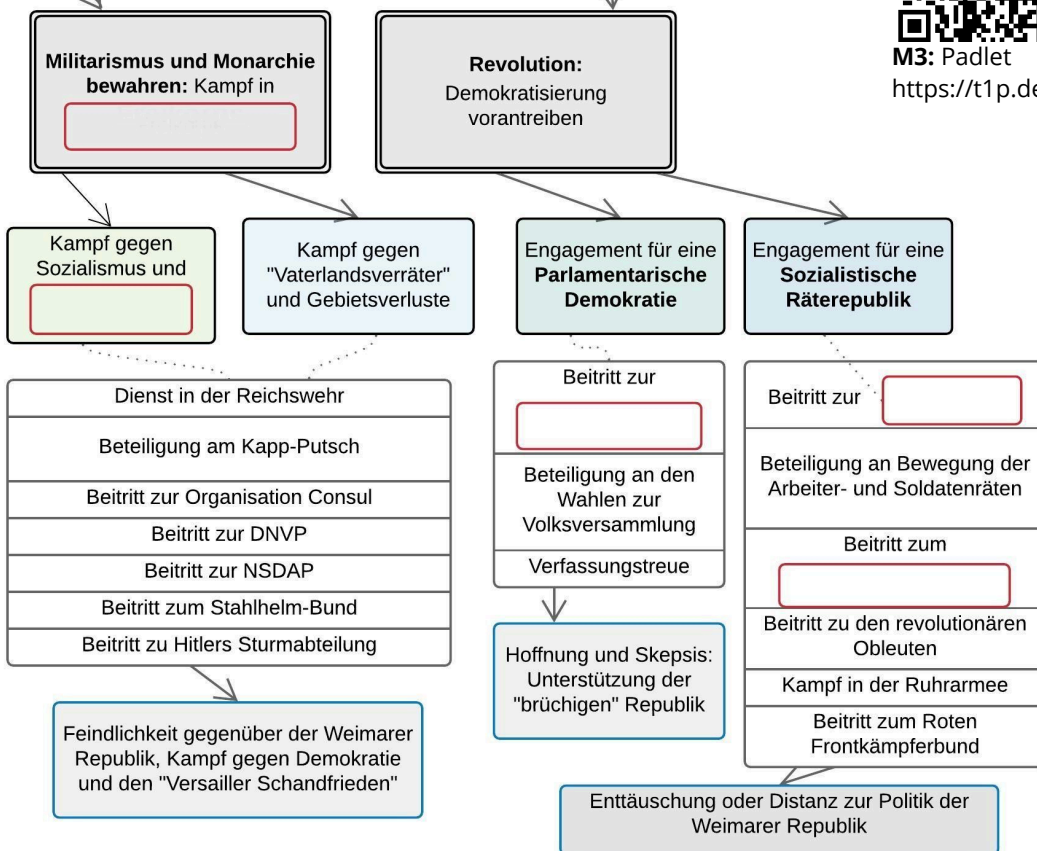 M3: Padlet
https://t1p.de
Militarismus und Monarchie
bewahren: Kampf in
Revolution:
Demokratisierung
vorantreiben
Kampf gegen
Sozialismus und
Kampf gegen
"Vaterlandsverräter"
und Gebietsverluste
Engagement für eine
Parlamentarische
Demokratie
Engagement für eine
Sozialistische
Räterepublik
Dienst in der Reichswehr
Beteiligung am Kapp-Putsch
Beitritt zur Organisation Consul
Beitritt zur DNVP
Beitritt zur NSDAP
Beitritt zum Stahlhelm-Bund
Beitritt zu Hitlers Sturmabteilung
Feindlichkeit gegenüber der Weimarer
Republik, Kampf gegen Demokratie
und den "Versailler Schandfrieden"
Beitritt zur
Beteiligung an den
Wahlen zur
Volksversammlung
Verfassungstreue
Hoffnung und Skepsis:
Unterstützung der
"brüchigen" Republik
Beitritt zur
Beteiligung an Bewegung der
Arbeiter- und Soldatenräten
Beitritt zum
Beitritt zu den revolutionären
Obleuten
Kampf in der Ruhrarmee
Beitritt zum Roten
Frontkämpferbund
Enttäuschung oder Distanz zur Politik der
Weimarer Republik